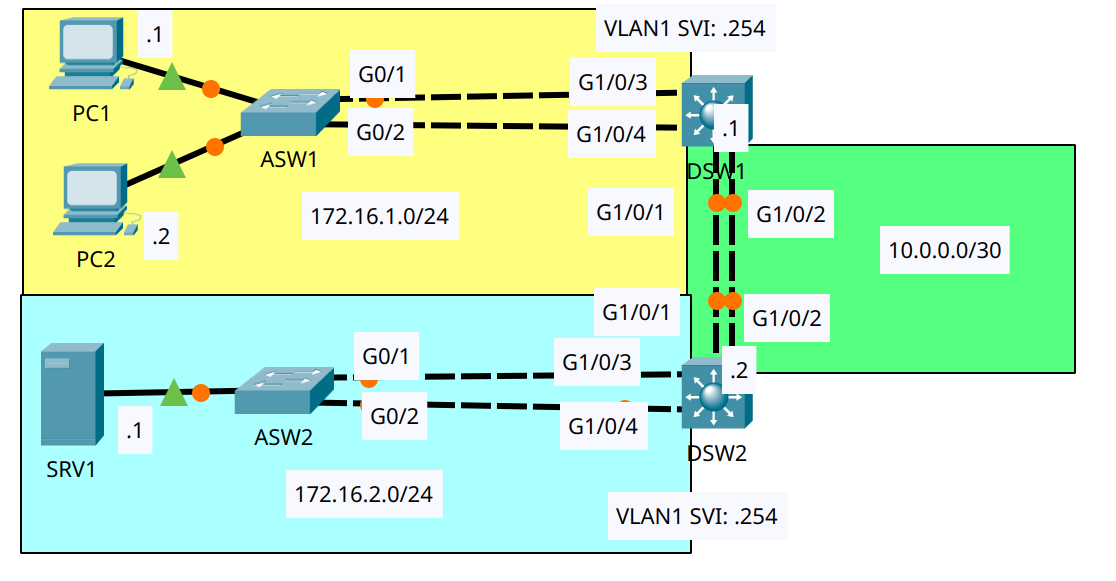 VLAN1 SVI: .254
.1
G0/1
G1/0/3
PC1
G0/2
G1/0/4
.1
ASW1
DSW1
172.16.1.0/24
G1/0/1
G1/0/2
.2
PC2
10.0.0.0/30
G1/0/1
G1/0/2
G0/1
G1/0/3
.2
G0/2
G1/0/4
.1
ASW2
SRV1
DSW2
172.16.2.0/24
VLAN1 SVI: .254